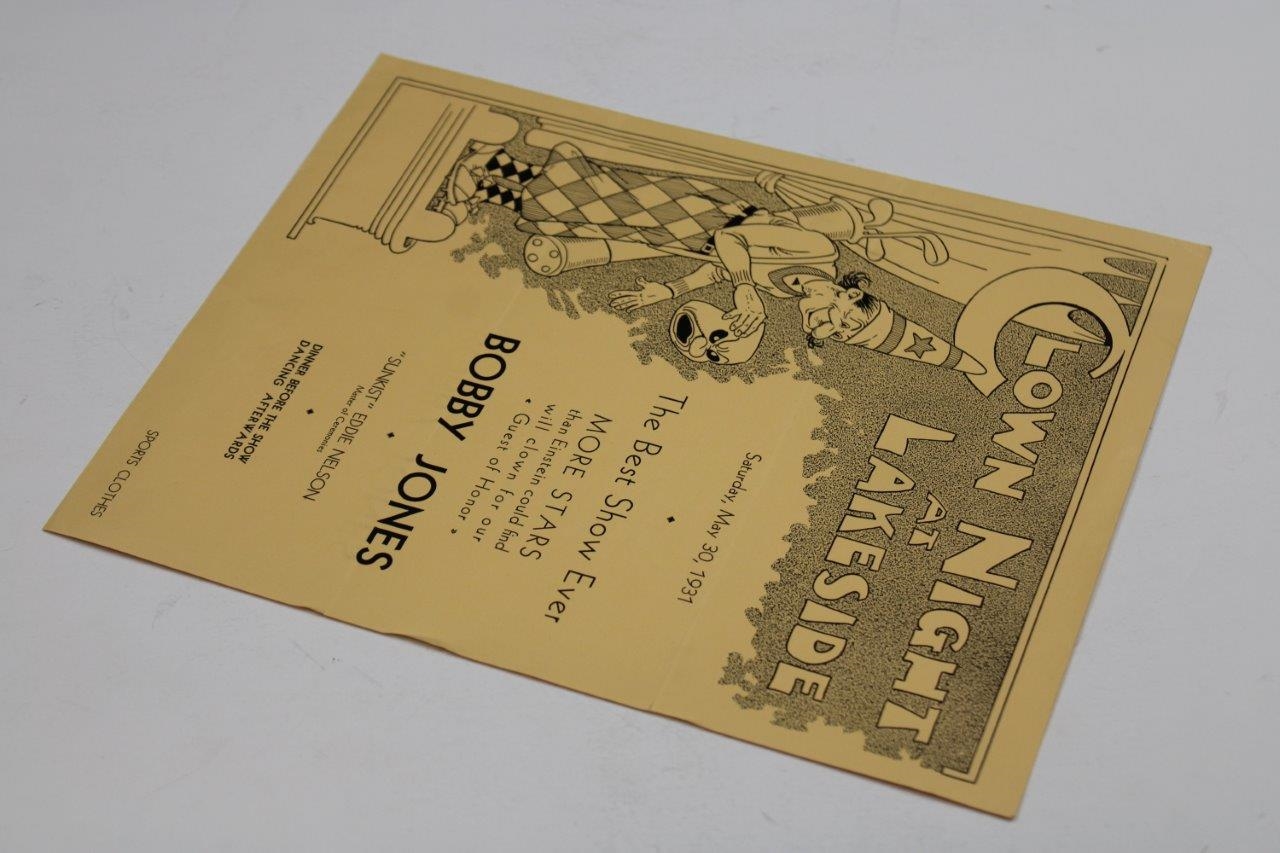 CLOWN NIGHT
AT
LAKESIDE
Saturday, May 30, 1931
The Best Show Ever
MORE STARS
than Einstein could find
will clown for our
« Guest of Honor »
BOBBY JONES
"SUNKIST" EDDIE NELSON
Master of Ceremonies
DINNER BEFORE THE SHOW
DANCING AFTERWARDS
SPORTS CLOTHES